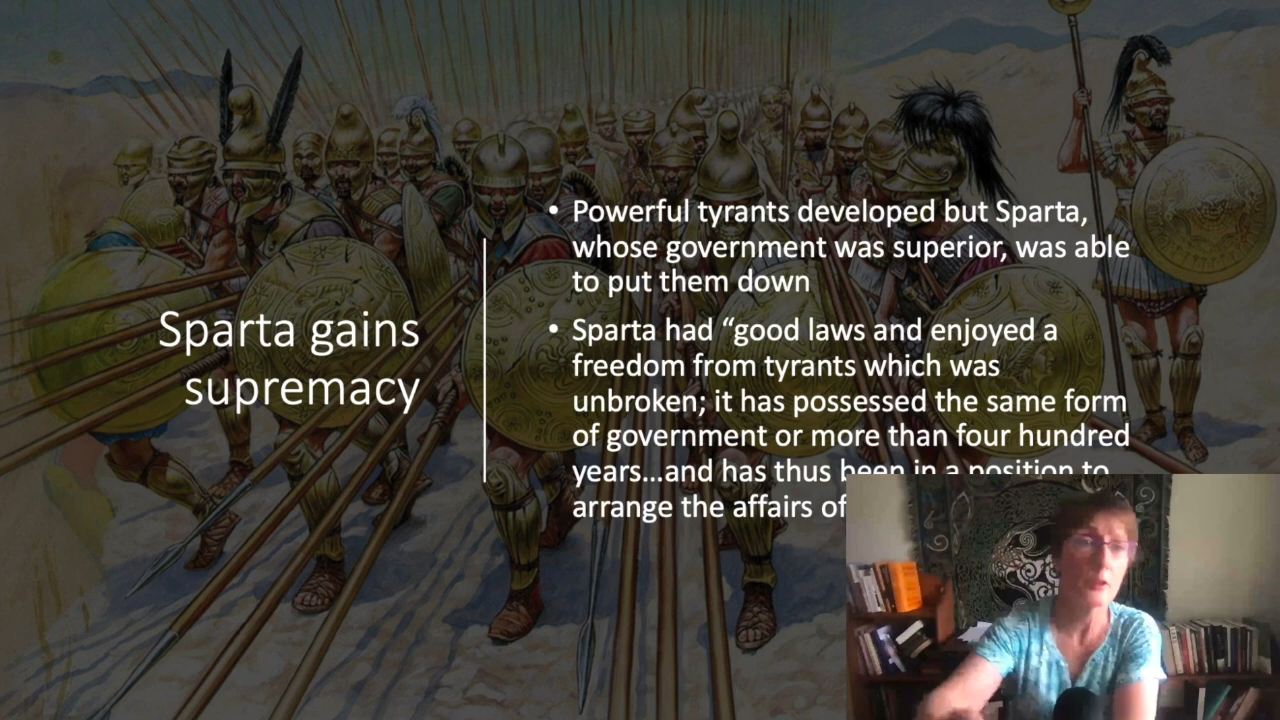 Sparta gains
supremacy
• Powerful tyrants developed but Sparta,
whose government was superior, was able
to put them down
• Sparta had “good laws and enjoyed a
freedom from tyrants which was
unbroken; it has possessed the same form
of government or more than four hundred
years...and has thus been in a position to
arrange the affairs of